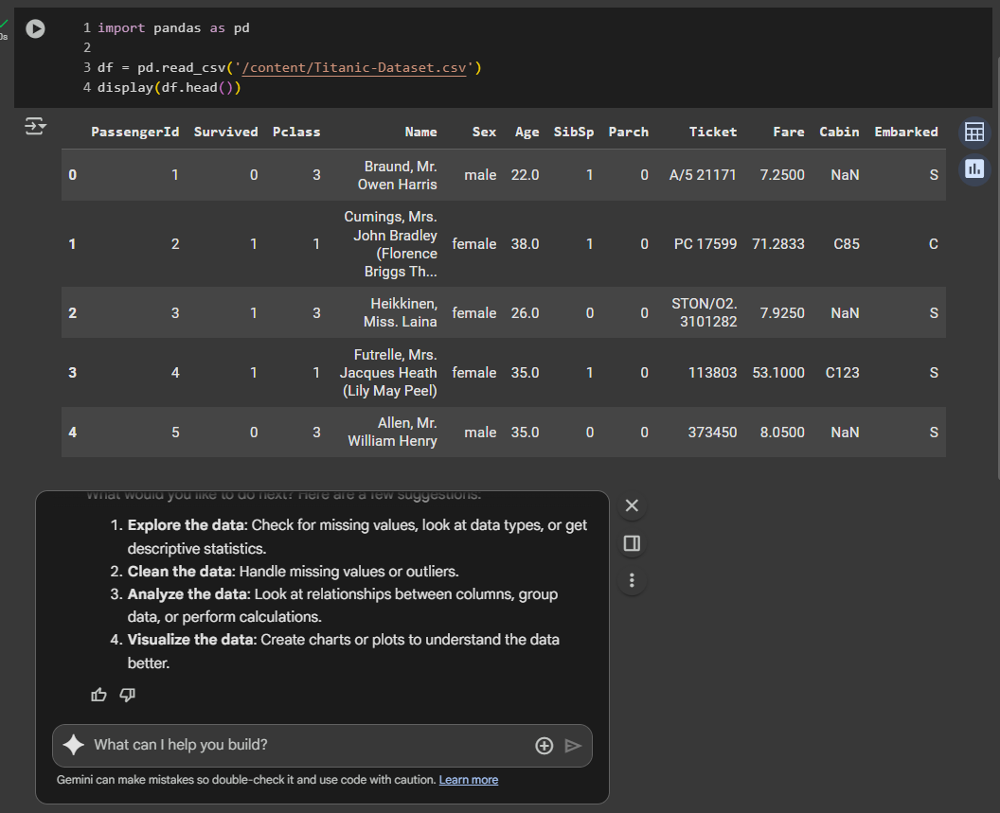 0s
1 import pandas as pd
2
3 df = pd.read_csv('/content/Titanic-Dataset.csv')
4 display(df.head())
PassengerId Survived Pclass Name Sex Age SibSp Parch Ticket Fare Cabin Embarked
0 1 0 3 Braund, Mr. Owen Harris male 22.0 1 0 A/5 21171 7.2500 NaN S
1 2 1 1 Cumings, Mrs. John Bradley (Florence Briggs Th... female 38.0 1 0 PC 17599 71.2833 C85 C
2 3 1 3 Heikkinen, Miss. Laina female 26.0 0 0 STON/O2. 3101282 7.9250 NaN S
3 4 1 1 Futrelle, Mrs. Jacques Heath (Lily May Peel) female 35.0 1 0 113803 53.1000 C123 S
4 5 0 3 Allen, Mr. William Henry male 35.0 0 0 373450 8.0500 NaN S
What would you like to do next? Here are a few suggestions:
1. Explore the data: Check for missing values, look at data types, or get
descriptive statistics.
2. Clean the data: Handle missing values or outliers.
3. Analyze the data: Look at relationships between columns, group
data, or perform calculations.
4. Visualize the data: Create charts or plots to understand the data
better.
What can I help you build?
Gemini can make mistakes so double-check it and use code with caution. Learn more